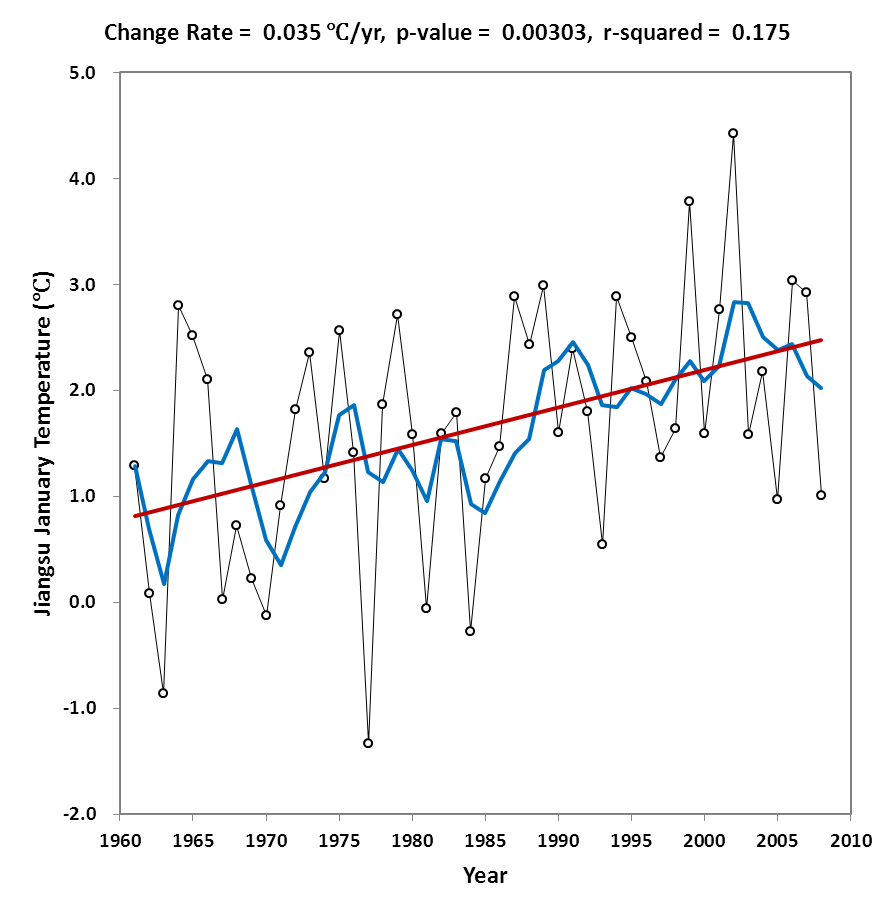 Change Rate = 0.035 ℃/yr, p-value = 0.00303, r-squared = 0.175
5.0
4.0
3.0
2.0
1.0
0.0
-1.0
-2.0
Jiangsu January Temperature (℃)
1960 1965 1970 1975 1980 1985 1990 1995 2000 2005 2010
Year